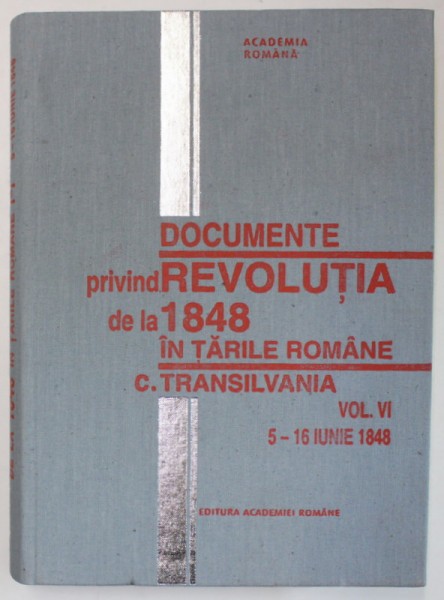 ACADEMIA
ROMÂNĂ
DOCUMENTE
privind REVOLUȚIA
de la 1848
ÎN ȚĂRILE ROMÂNE
C. TRANSILVANIA
VOL. VI
5 – 16 IUNIE 1848
EDITURA ACADEMIEI ROMÂNE